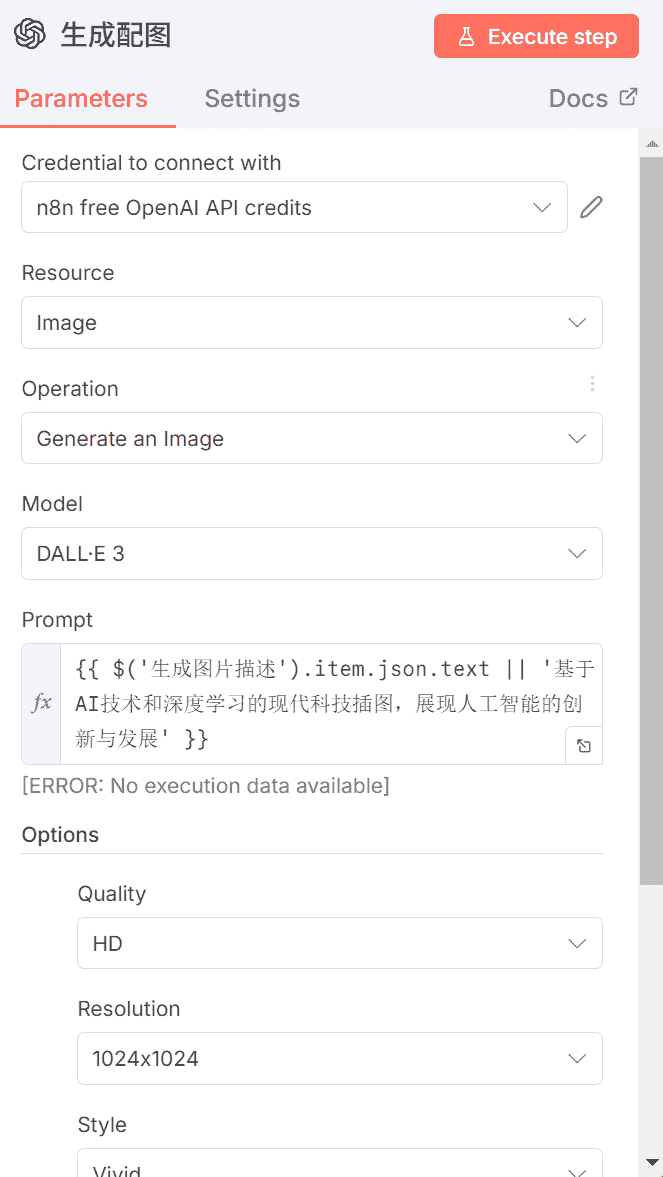 生成配图
Execute step
Parameters
Settings
Docs
Credential to connect with
n8n free OpenAI API credits
Resource
Image
Operation
Generate an Image
Model
DALL·E 3
Prompt
fx
{{ $('生成图片描述').item.json.text || '基于
AI技术和深度学习的现代科技插图，展现人工智能的创
新与发展' }}
[ERROR: No execution data available]
Options
Quality
HD
Resolution
1024x1024
Style
Vivid